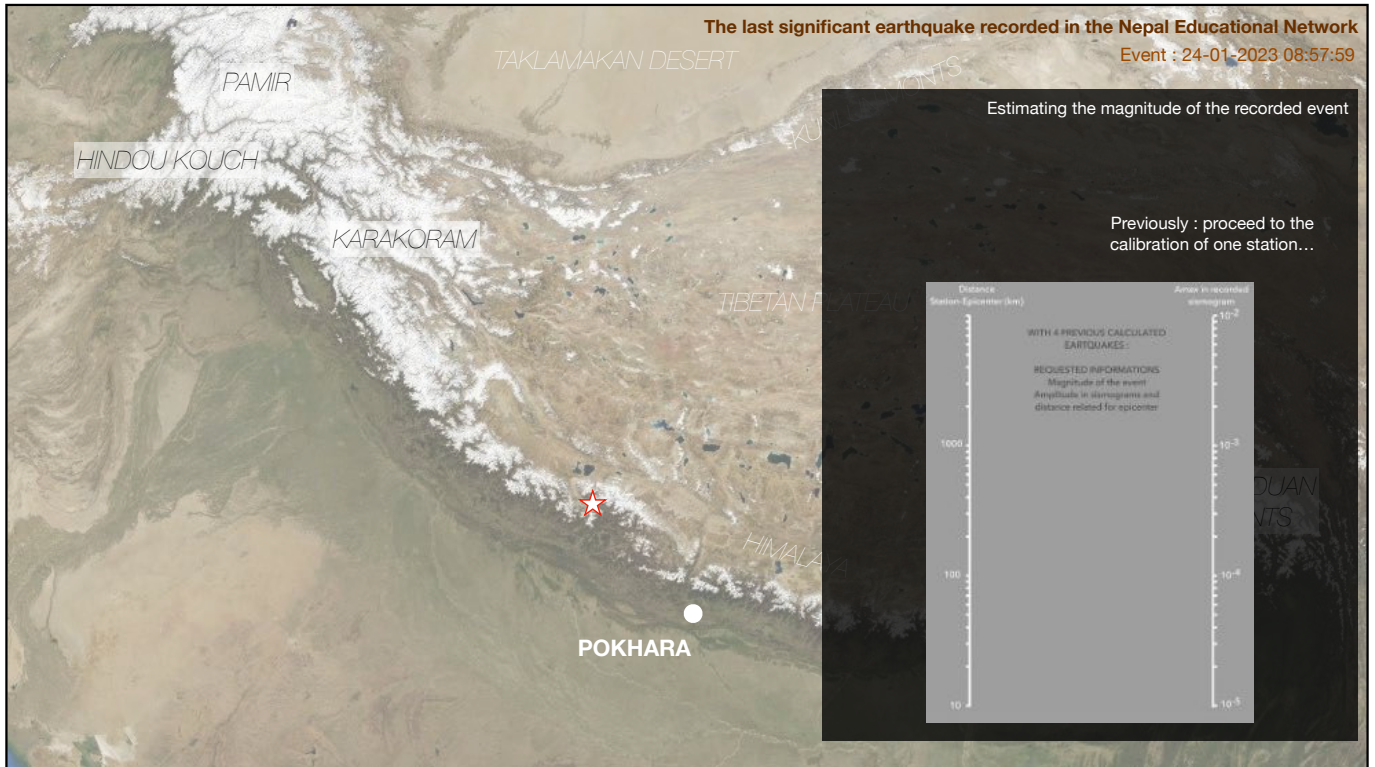 The last significant earthquake recorded in the Nepal Educational Network
Event : 24-01-2023 08:57:59
TAKLAMAKAN DESERT
PAMIR
Estimating the magnitude of the recorded event
HINDOU KOUCH
Previously : proceed to the
calibration of one station…
KARAKORAM
TIBETAN PLATEAU
Distance
Station-Epicenter (km)
Amax in recorded
sismogram
10⁻²
WITH 4 PREVIOUS CALCULATED
EARTQUAKES :
REQUESTED INFORMATIONS
Magnitude of the event
Amplitude in sismograms and
distance related for epicenter
1000
10⁻³
HIMALAYA
100
10⁻⁴
POKHARA
10
10⁻⁵